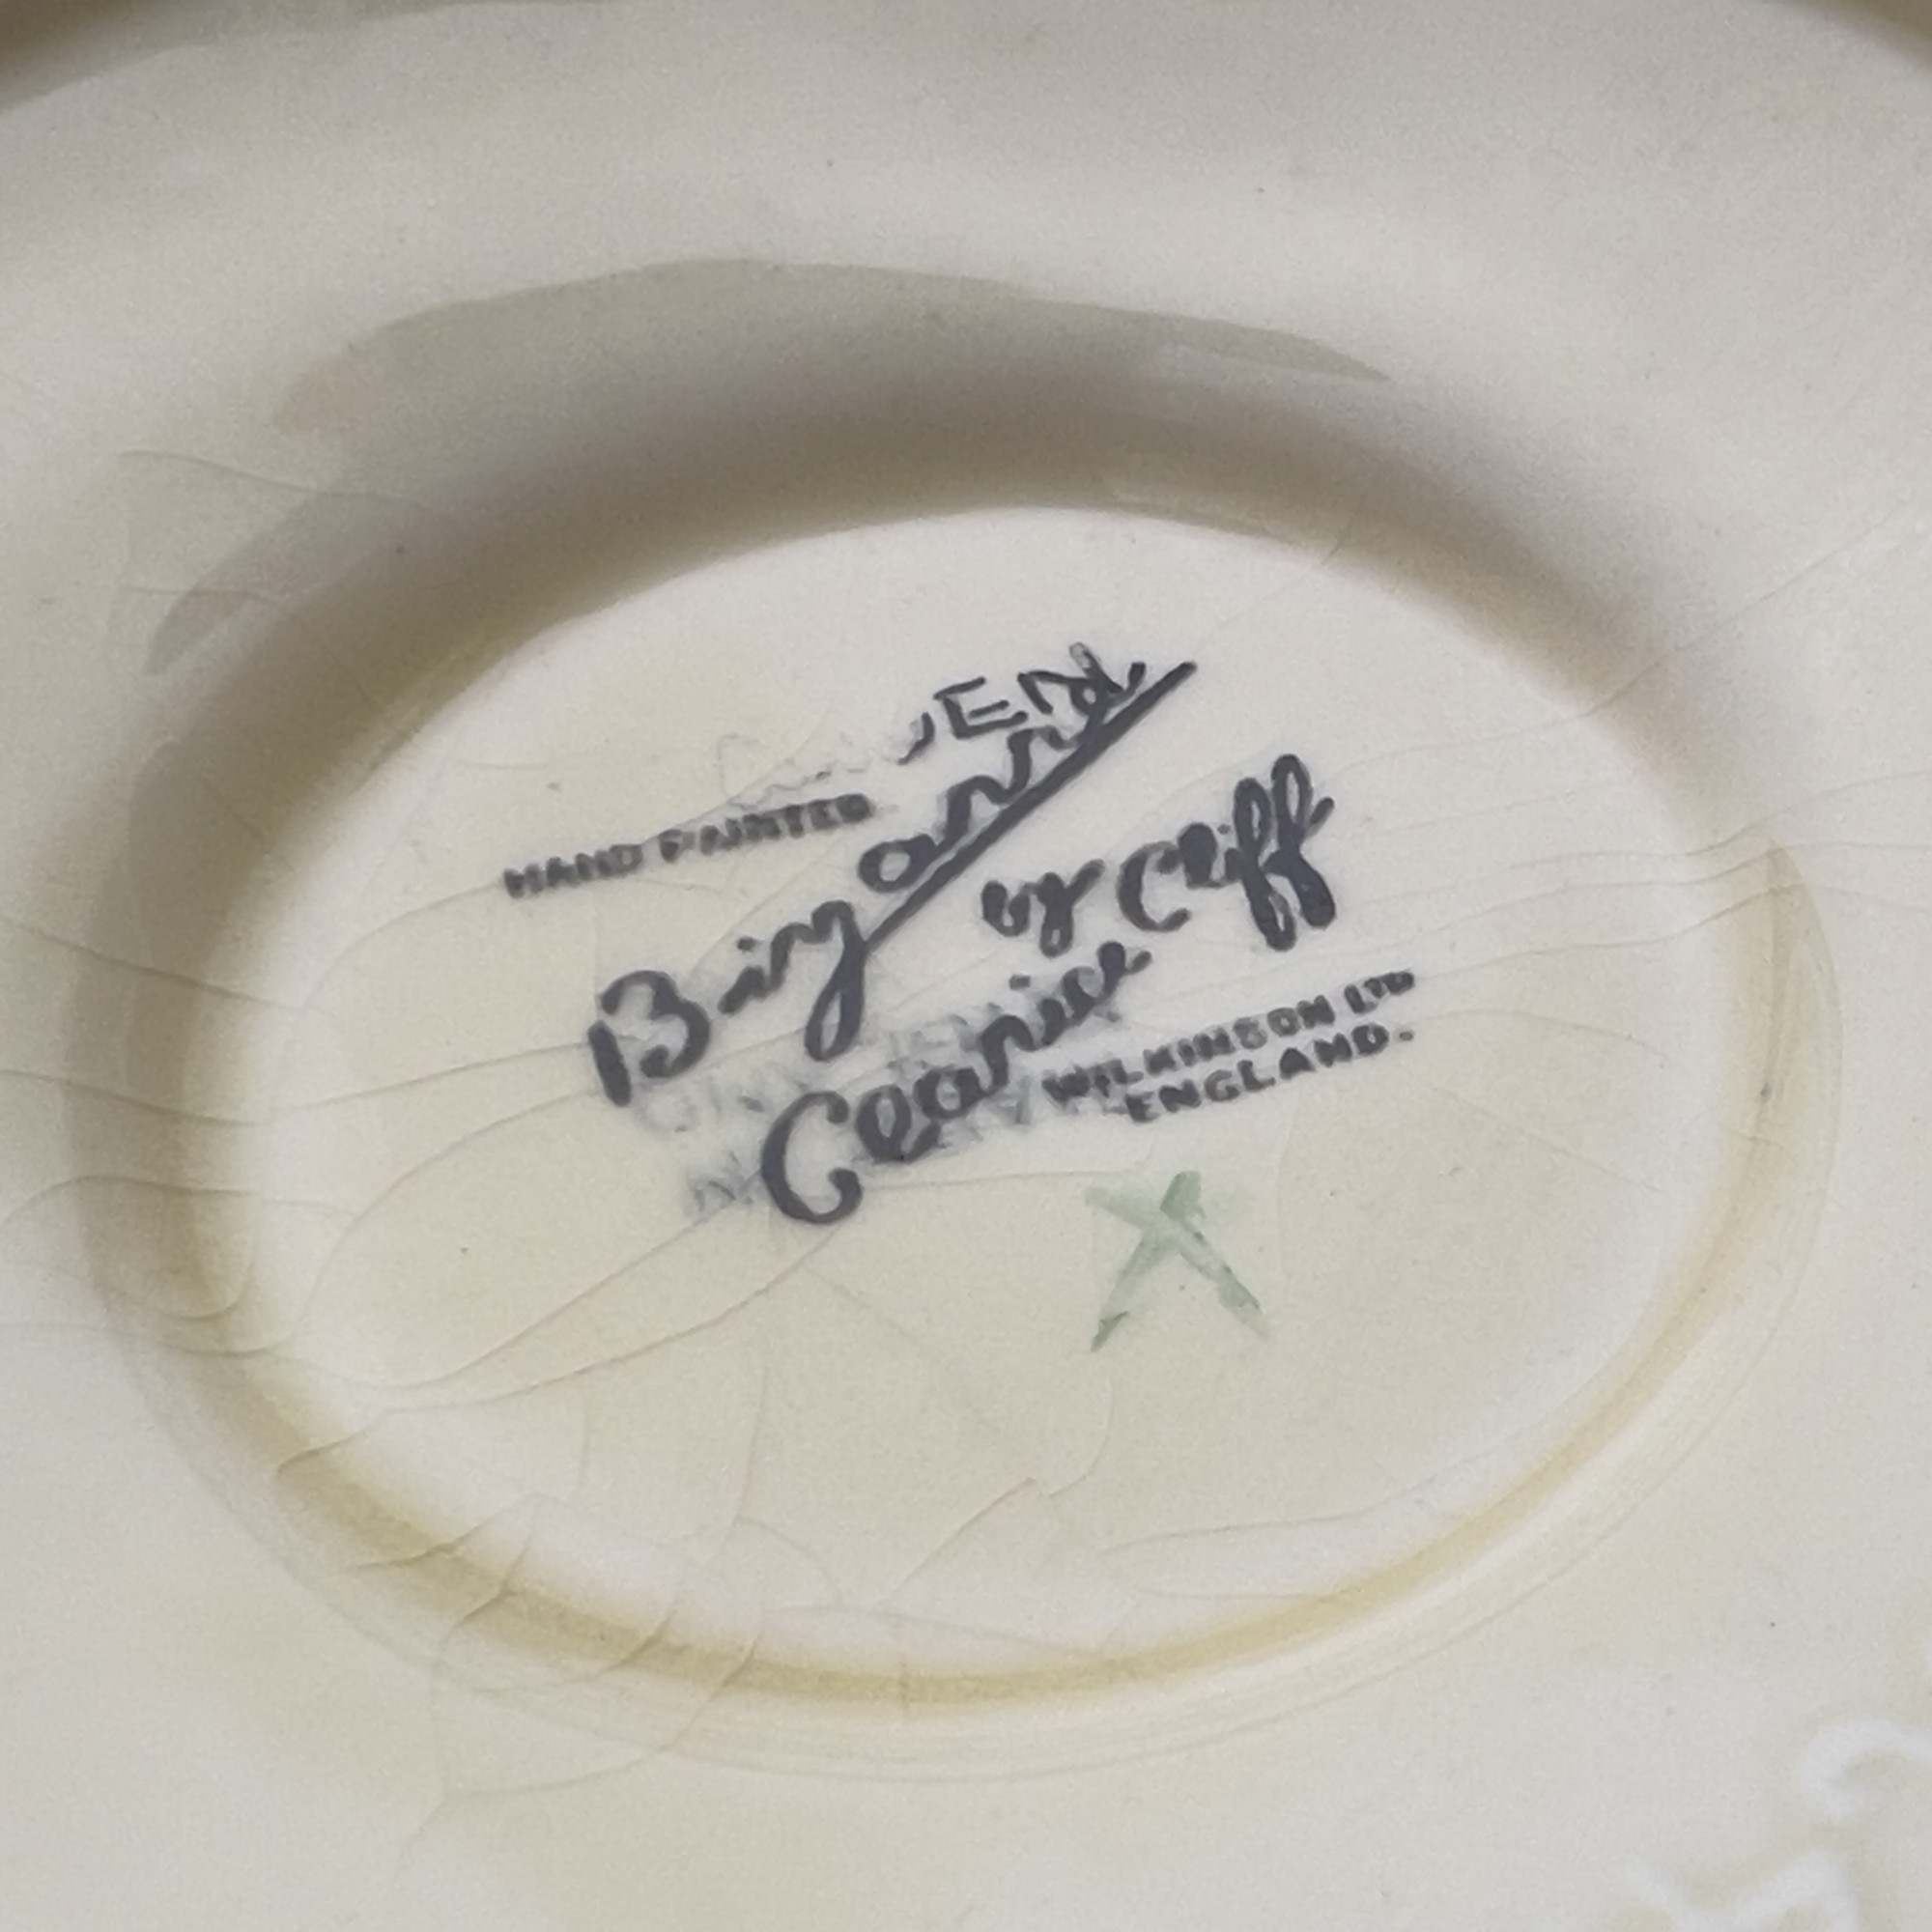 HAND PAINTED
Bizarre
by
Clarice Cliff
WILKINSON LTD
ENGLAND.